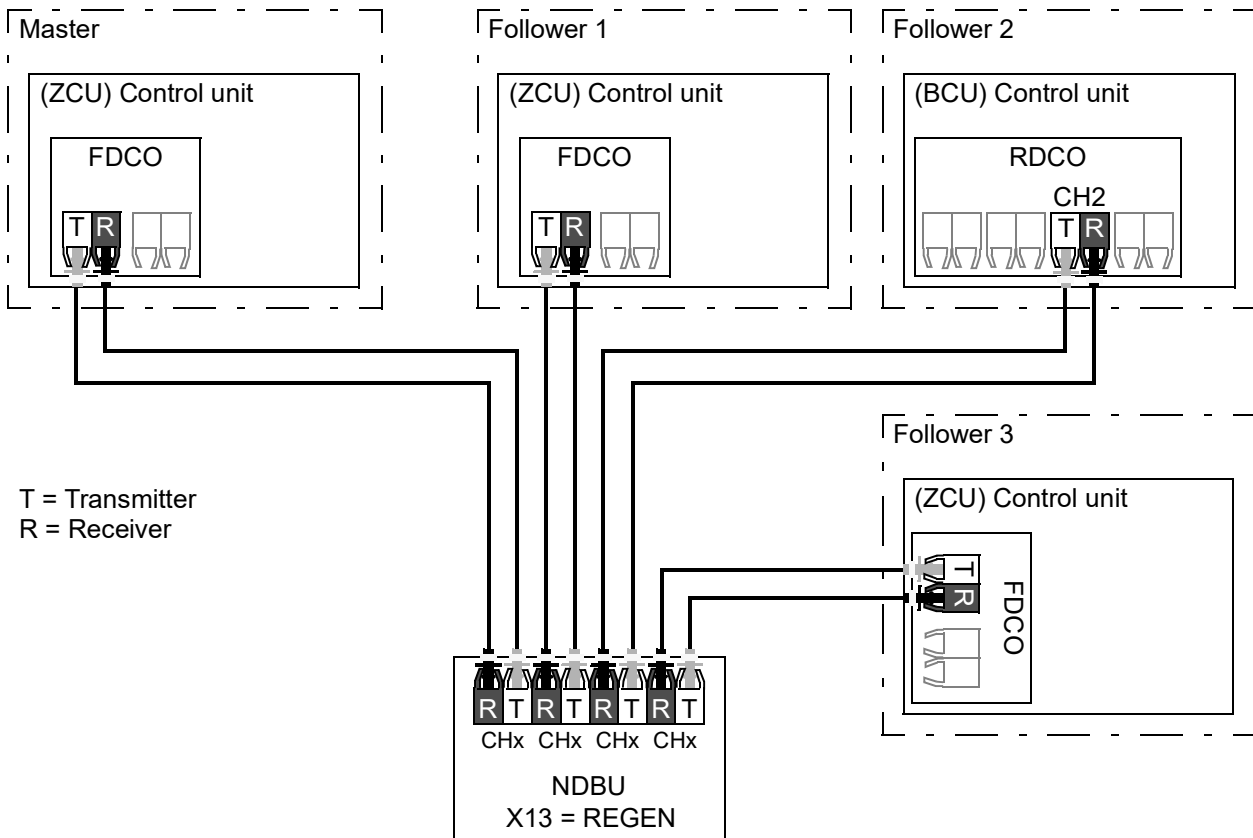 Master
(ZCU) Control unit
FDCO
T R
Follower 1
(ZCU) Control unit
FDCO
T R
Follower 2
(BCU) Control unit
RDCO
CH2
T R
T = Transmitter
R = Receiver
Follower 3
(ZCU) Control unit
T
R
FDCO
R T R T R T R T
CHx CHx CHx CHx
NDBU
X13 = REGEN